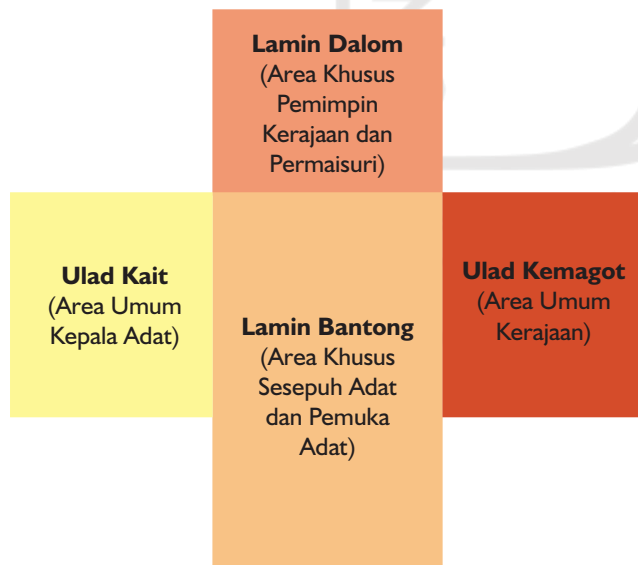 Lamin Dalom
(Area Khusus
Pemimpin
Kerajaan dan
Permaisuri)
Ulad Kait
(Area Umum
Kepala Adat)
Lamin Bantong
(Area Khusus
Sesepuh Adat
dan Pemuka
Adat)
Ulad Kemagot
(Area Umum
Kerajaan)